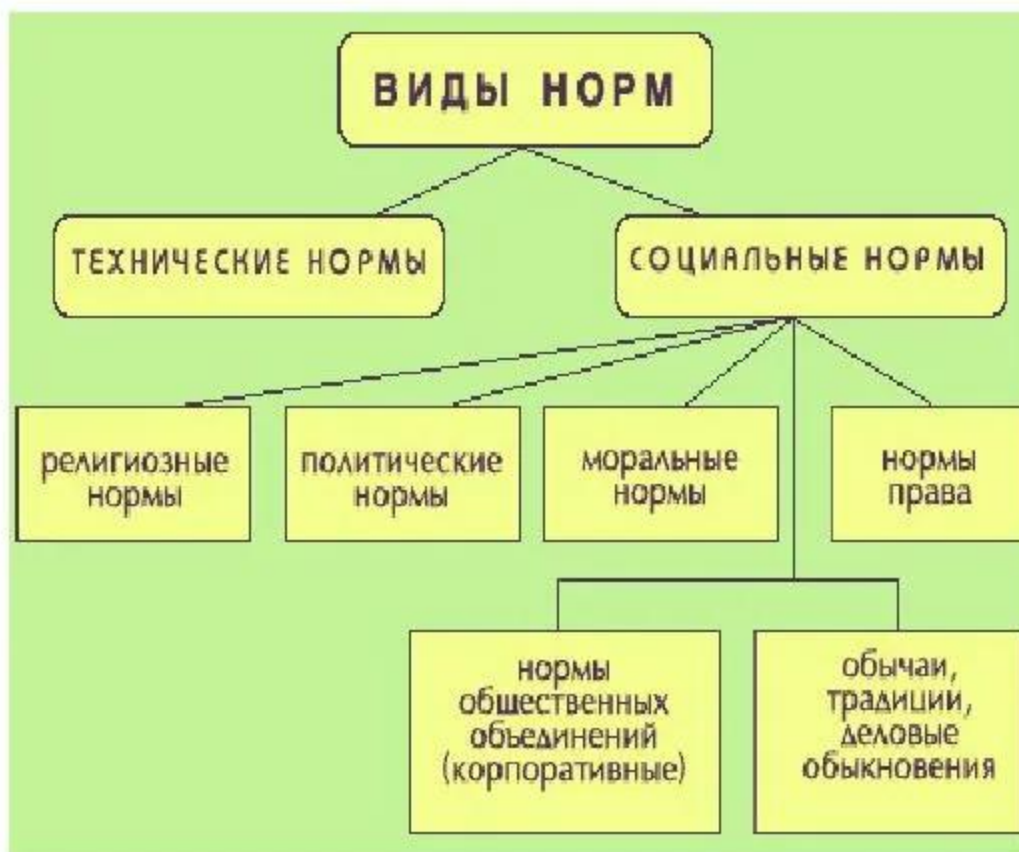 ВИДЫ НОРМ
ТЕХНИЧЕСКИЕ НОРМЫ
СОЦИАЛЬНЫЕ НОРМЫ
религиозные
нормы
политические
нормы
моральные
нормы
нормы
права
нормы
общественных
объединений
(корпоративные)
обычаи,
традиции,
деловые
обыкновения